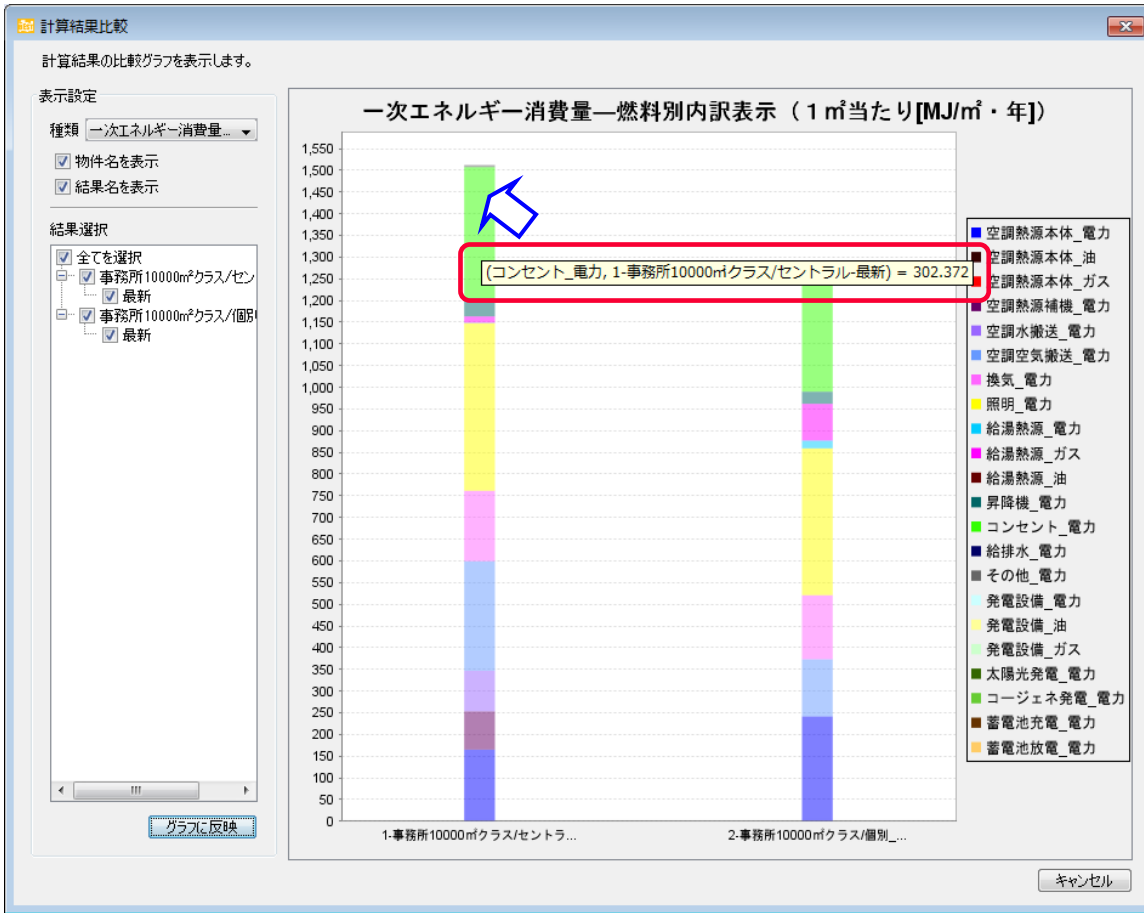 計算結果比較
計算結果の比較グラフを表示します。
表示設定
種類 一次エネルギー消費量...
物件名を表示
結果名を表示
結果選択
全てを選択
事務所10000㎡クラス/セン
最新
事務所10000㎡クラス/個別
最新
グラフに反映
一次エネルギー消費量―燃料別内訳表示（１㎡当たり[MJ/㎡・年]）
1,550
1,500
1,450
1,400
1,350
1,300
1,250
1,200
1,150
1,100
1,050
1,000
950
900
850
800
750
700
650
600
550
500
450
400
350
300
250
200
150
100
50
0
(コンセント_電力, 1-事務所10000㎡クラス/セントラル-最新) = 302.372
1-事務所10000㎡クラス/セントラ...
2-事務所10000㎡クラス/個別_...
空調熱源本体_電力
空調熱源本体_油
空調熱源本体_ガス
空調熱源補機_電力
空調水搬送_電力
空調空気搬送_電力
換気_電力
照明_電力
給湯熱源_電力
給湯熱源_ガス
給湯熱源_油
昇降機_電力
コンセント_電力
給排水_電力
その他_電力
発電設備_電力
発電設備_油
発電設備_ガス
太陽光発電_電力
コージェネ発電_電力
蓄電池充電_電力
蓄電池放電_電力
キャンセル